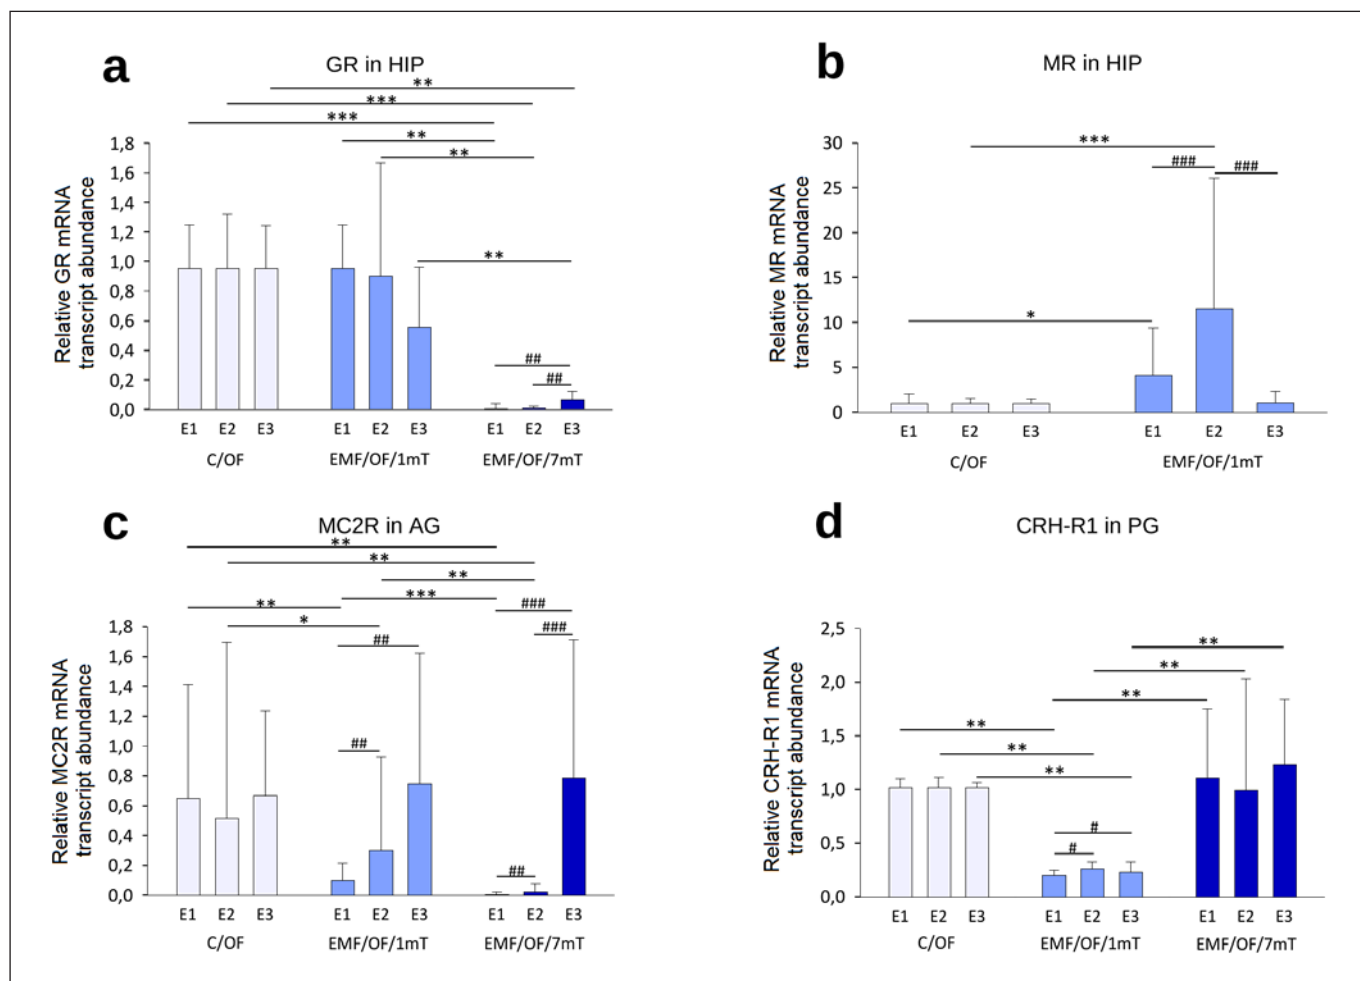 a
GR in HIP
**
***
***
**
**
**
##
##
Relative GR mRNA
transcript abundance
1,8
1,6
1,4
1,2
1,0
0,8
0,6
0,4
0,2
0,0
E1 E2 E3 E1 E2 E3 E1 E2 E3
C/OF EMF/OF/1mT EMF/OF/7mT
b
MR in HIP
***
###
###
*
Relative MR mRNA
transcript abundance
30
25
20
15
10
5
0
E1 E2 E3 E1 E2 E3
C/OF EMF/OF/1mT
c
MC2R in AG
**
**
**
***
**
###
*
###
##
##
##
Relative MC2R mRNA
transcript abundance
1,8
1,6
1,4
1,2
1,0
0,8
0,6
0,4
0,2
0,0
E1 E2 E3 E1 E2 E3 E1 E2 E3
C/OF EMF/OF/1mT EMF/OF/7mT
d
CRH-R1 in PG
**
**
**
**
**
**
#
#
Relative CRH-R1 mRNA
transcript abundance
2,5
2,0
1,5
1,0
0,5
0,0
E1 E2 E3 E1 E2 E3 E1 E2 E3
C/OF EMF/OF/1mT EMF/OF/7mT